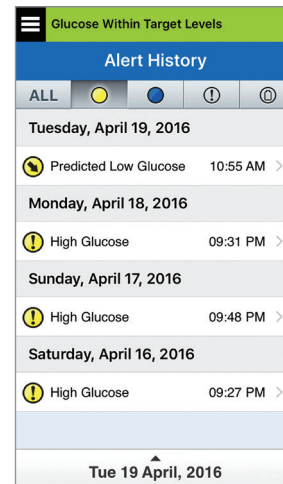 Glucose Within Target Levels
Alert History
ALL
Tuesday, April 19, 2016
Predicted Low Glucose 10:55 AM
Monday, April 18, 2016
High Glucose 09:31 PM
Sunday, April 17, 2016
High Glucose 09:48 PM
Saturday, April 16, 2016
High Glucose 09:27 PM
Tue 19 April, 2016